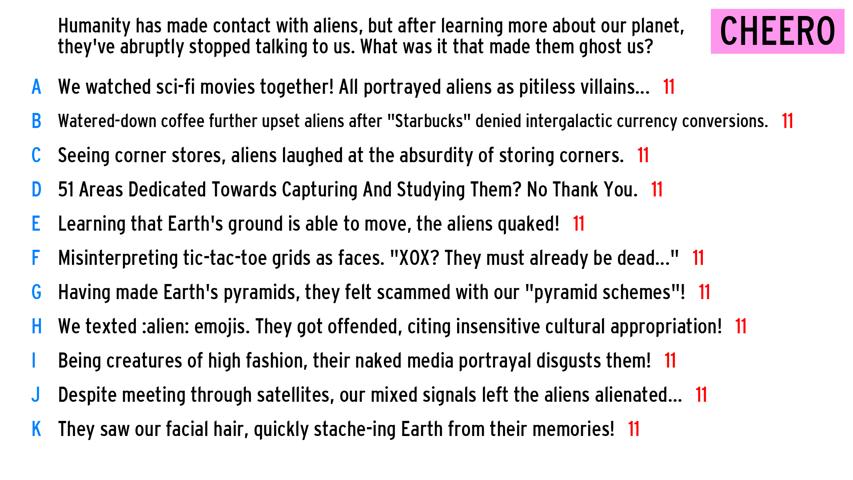 Humanity has made contact with aliens, but after learning more about our planet,
they've abruptly stopped talking to us. What was it that made them ghost us?
CHEERO
A We watched sci-fi movies together! All portrayed aliens as pitiless villains... 11
B Watered-down coffee further upset aliens after "Starbucks" denied intergalactic currency conversions. 11
C Seeing corner stores, aliens laughed at the absurdity of storing corners. 11
D 51 Areas Dedicated Towards Capturing And Studying Them? No Thank You. 11
E Learning that Earth's ground is able to move, the aliens quaked! 11
F Misinterpreting tic-tac-toe grids as faces. "XOX? They must already be dead..." 11
G Having made Earth's pyramids, they felt scammed with our "pyramid schemes"! 11
H We texted :alien: emojis. They got offended, citing insensitive cultural appropriation! 11
I Being creatures of high fashion, their naked media portrayal disgusts them! 11
J Despite meeting through satellites, our mixed signals left the aliens alienated... 11
K They saw our facial hair, quickly stache-ing Earth from their memories! 11